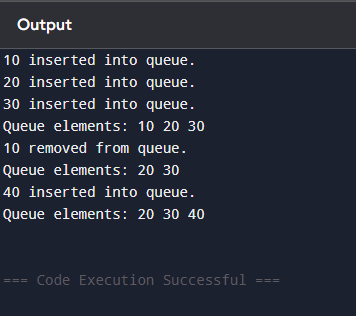 Output
10 inserted into queue.
20 inserted into queue.
30 inserted into queue.
Queue elements: 10 20 30
10 removed from queue.
Queue elements: 20 30
40 inserted into queue.
Queue elements: 20 30 40
=== Code Execution Successful ===